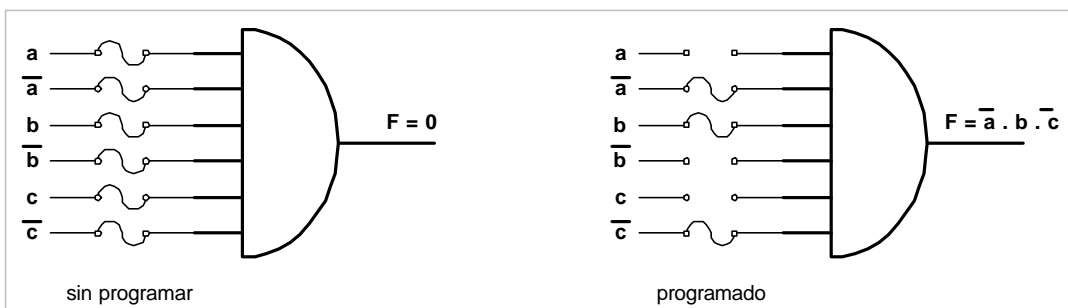 a
a̅
b
b̅
c
c̅
F = 0
sin programar
a
a̅
b
b̅
c
c̅
F = a̅ . b . c̅
programado